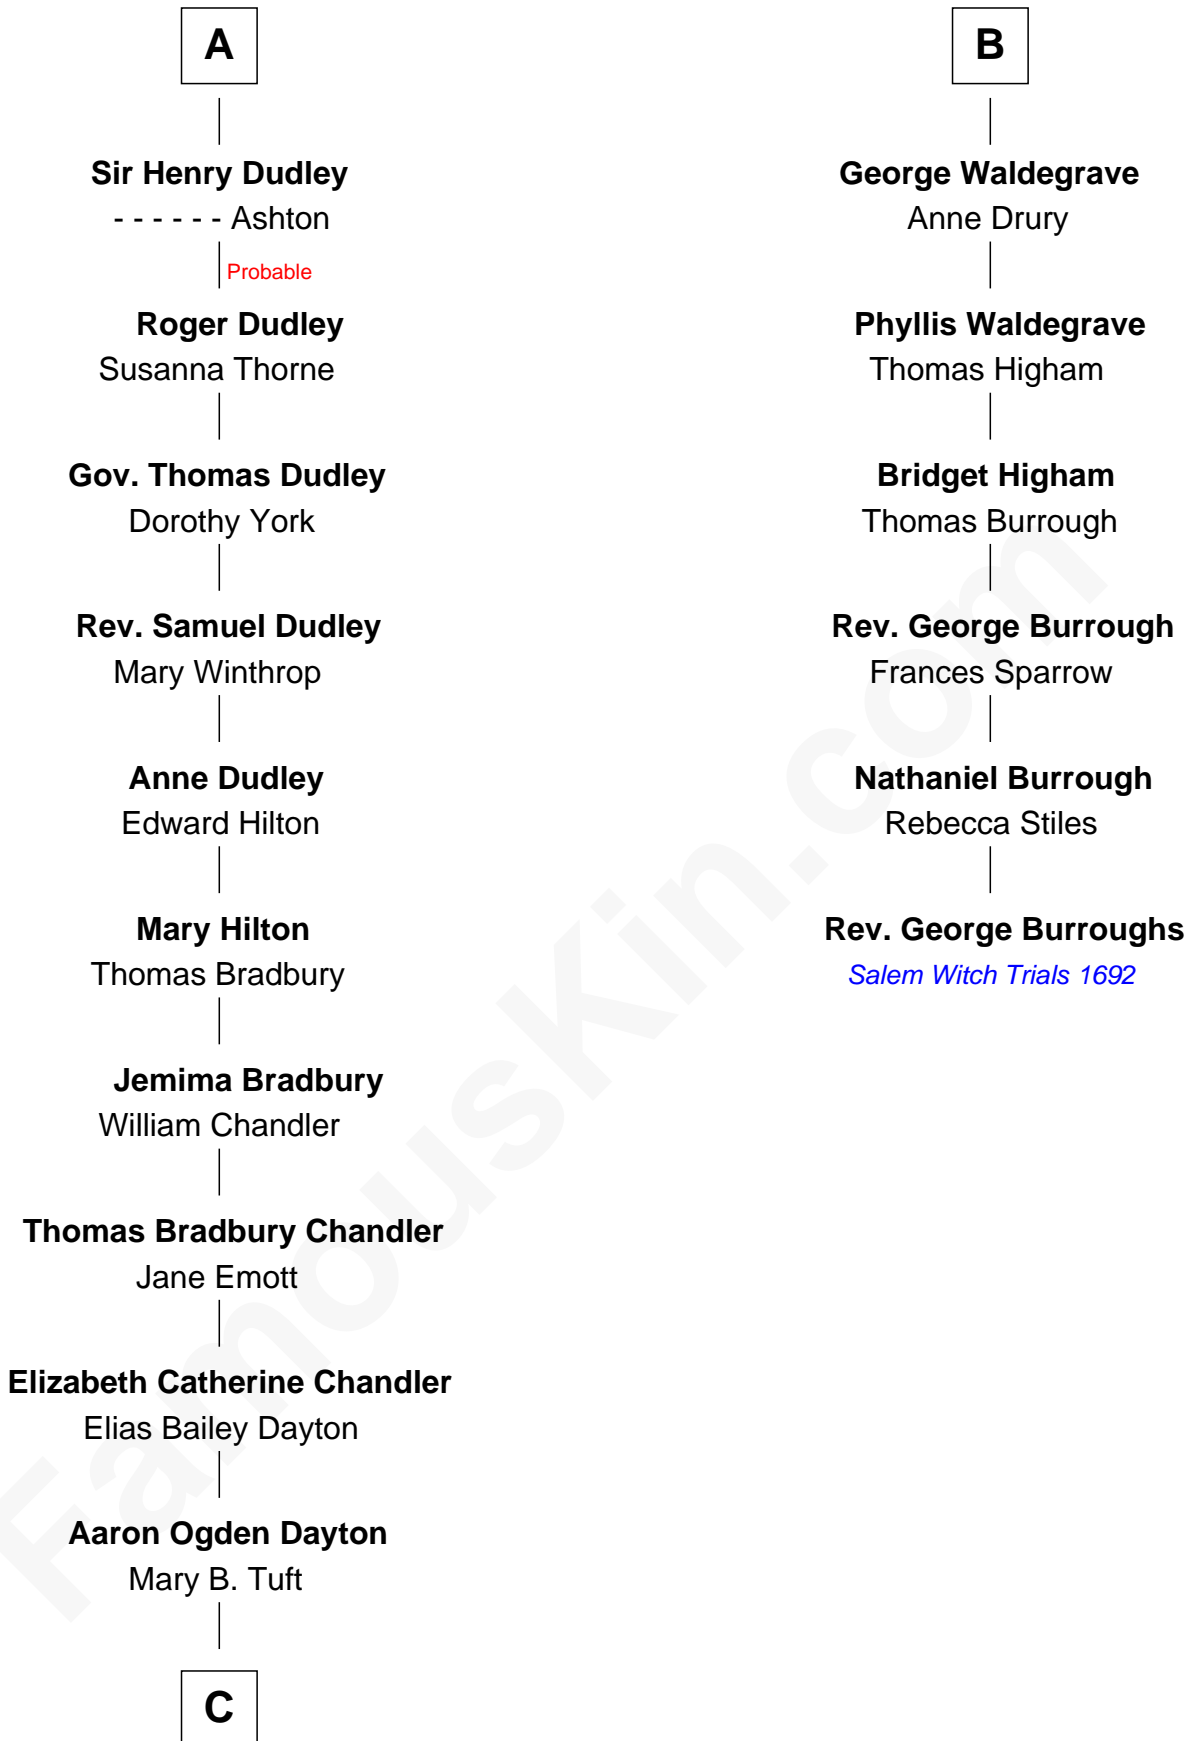 A
Sir Henry Dudley
- - - - - - Ashton
Probable
Roger Dudley
Susanna Thorne
Gov. Thomas Dudley
Dorothy York
Rev. Samuel Dudley
Mary Winthrop
Anne Dudley
Edward Hilton
Mary Hilton
Thomas Bradbury
Jemima Bradbury
William Chandler
Thomas Bradbury Chandler
Jane Emott
Elizabeth Catherine Chandler
Elias Bailey Dayton
Aaron Ogden Dayton
Mary B. Tuft
C
B
George Waldegrave
Anne Drury
Phyllis Waldegrave
Thomas Higham
Bridget Higham
Thomas Burrough
Rev. George Burrough
Frances Sparrow
Nathaniel Burrough
Rebecca Stiles
Rev. George Burroughs
Salem Witch Trials 1692
FamousKin.com